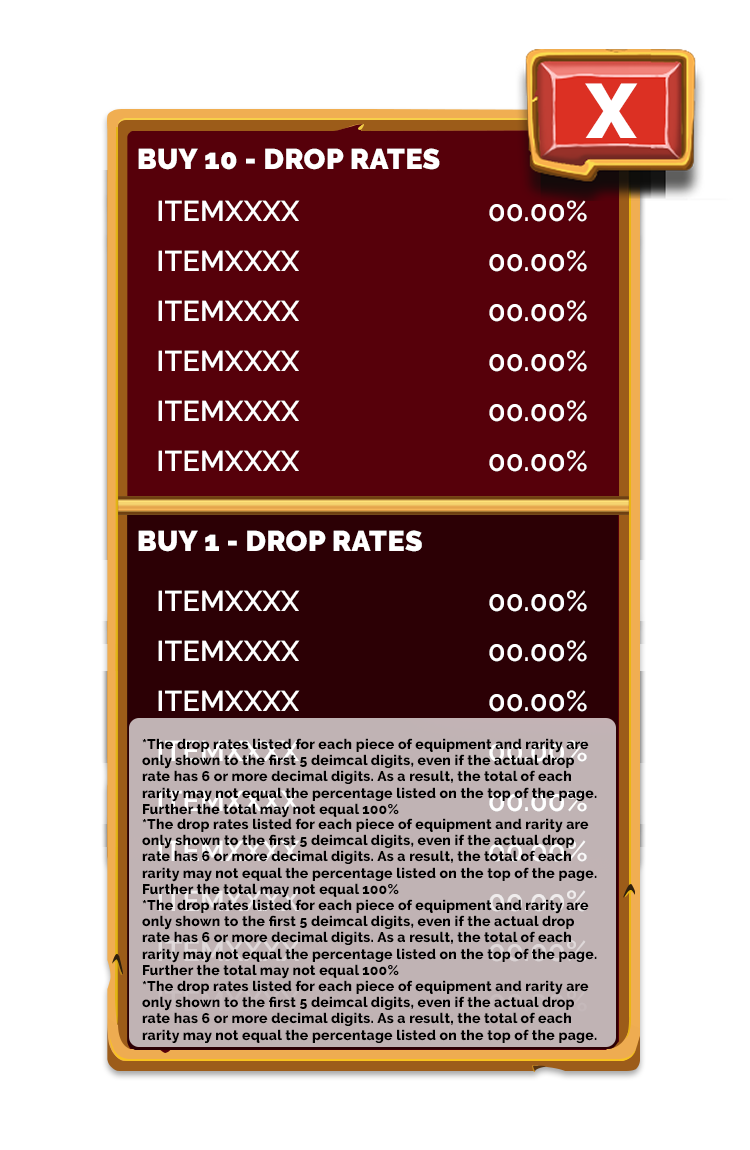 X
BUY 10 - DROP RATES
ITEMXXXX 00.00%
ITEMXXXX 00.00%
ITEMXXXX 00.00%
ITEMXXXX 00.00%
ITEMXXXX 00.00%
ITEMXXXX 00.00%
BUY 1 - DROP RATES
ITEMXXXX 00.00%
ITEMXXXX 00.00%
ITEMXXXX 00.00%
*The drop rates listed for each piece of equipment and rarity are
only shown to the first 5 deimcal digits, even if the actual drop
rate has 6 or more decimal digits. As a result, the total of each
rarity may not equal the percentage listed on the top of the page.
Further the total may not equal 100%
*The drop rates listed for each piece of equipment and rarity are
only shown to the first 5 deimcal digits, even if the actual drop
rate has 6 or more decimal digits. As a result, the total of each
rarity may not equal the percentage listed on the top of the page.
Further the total may not equal 100%
*The drop rates listed for each piece of equipment and rarity are
only shown to the first 5 deimcal digits, even if the actual drop
rate has 6 or more decimal digits. As a result, the total of each
rarity may not equal the percentage listed on the top of the page.
Further the total may not equal 100%
*The drop rates listed for each piece of equipment and rarity are
only shown to the first 5 deimcal digits, even if the actual drop
rate has 6 or more decimal digits. As a result, the total of each
rarity may not equal the percentage listed on the top of the page.